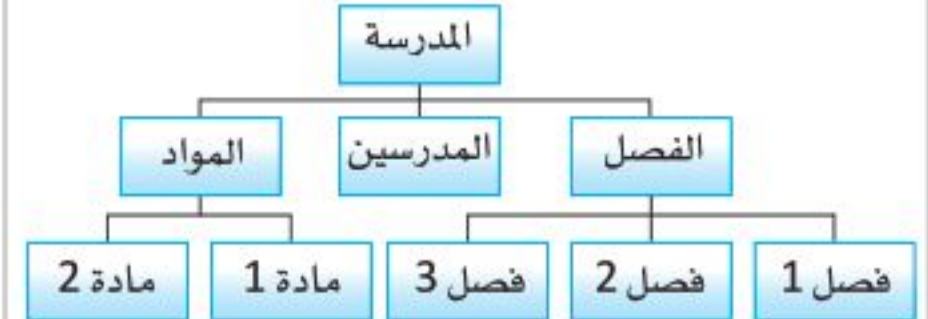 المدرسة
الفصل
المدرسين
المواد
فصل 1
فصل 2
فصل 3
مادة 1
مادة 2